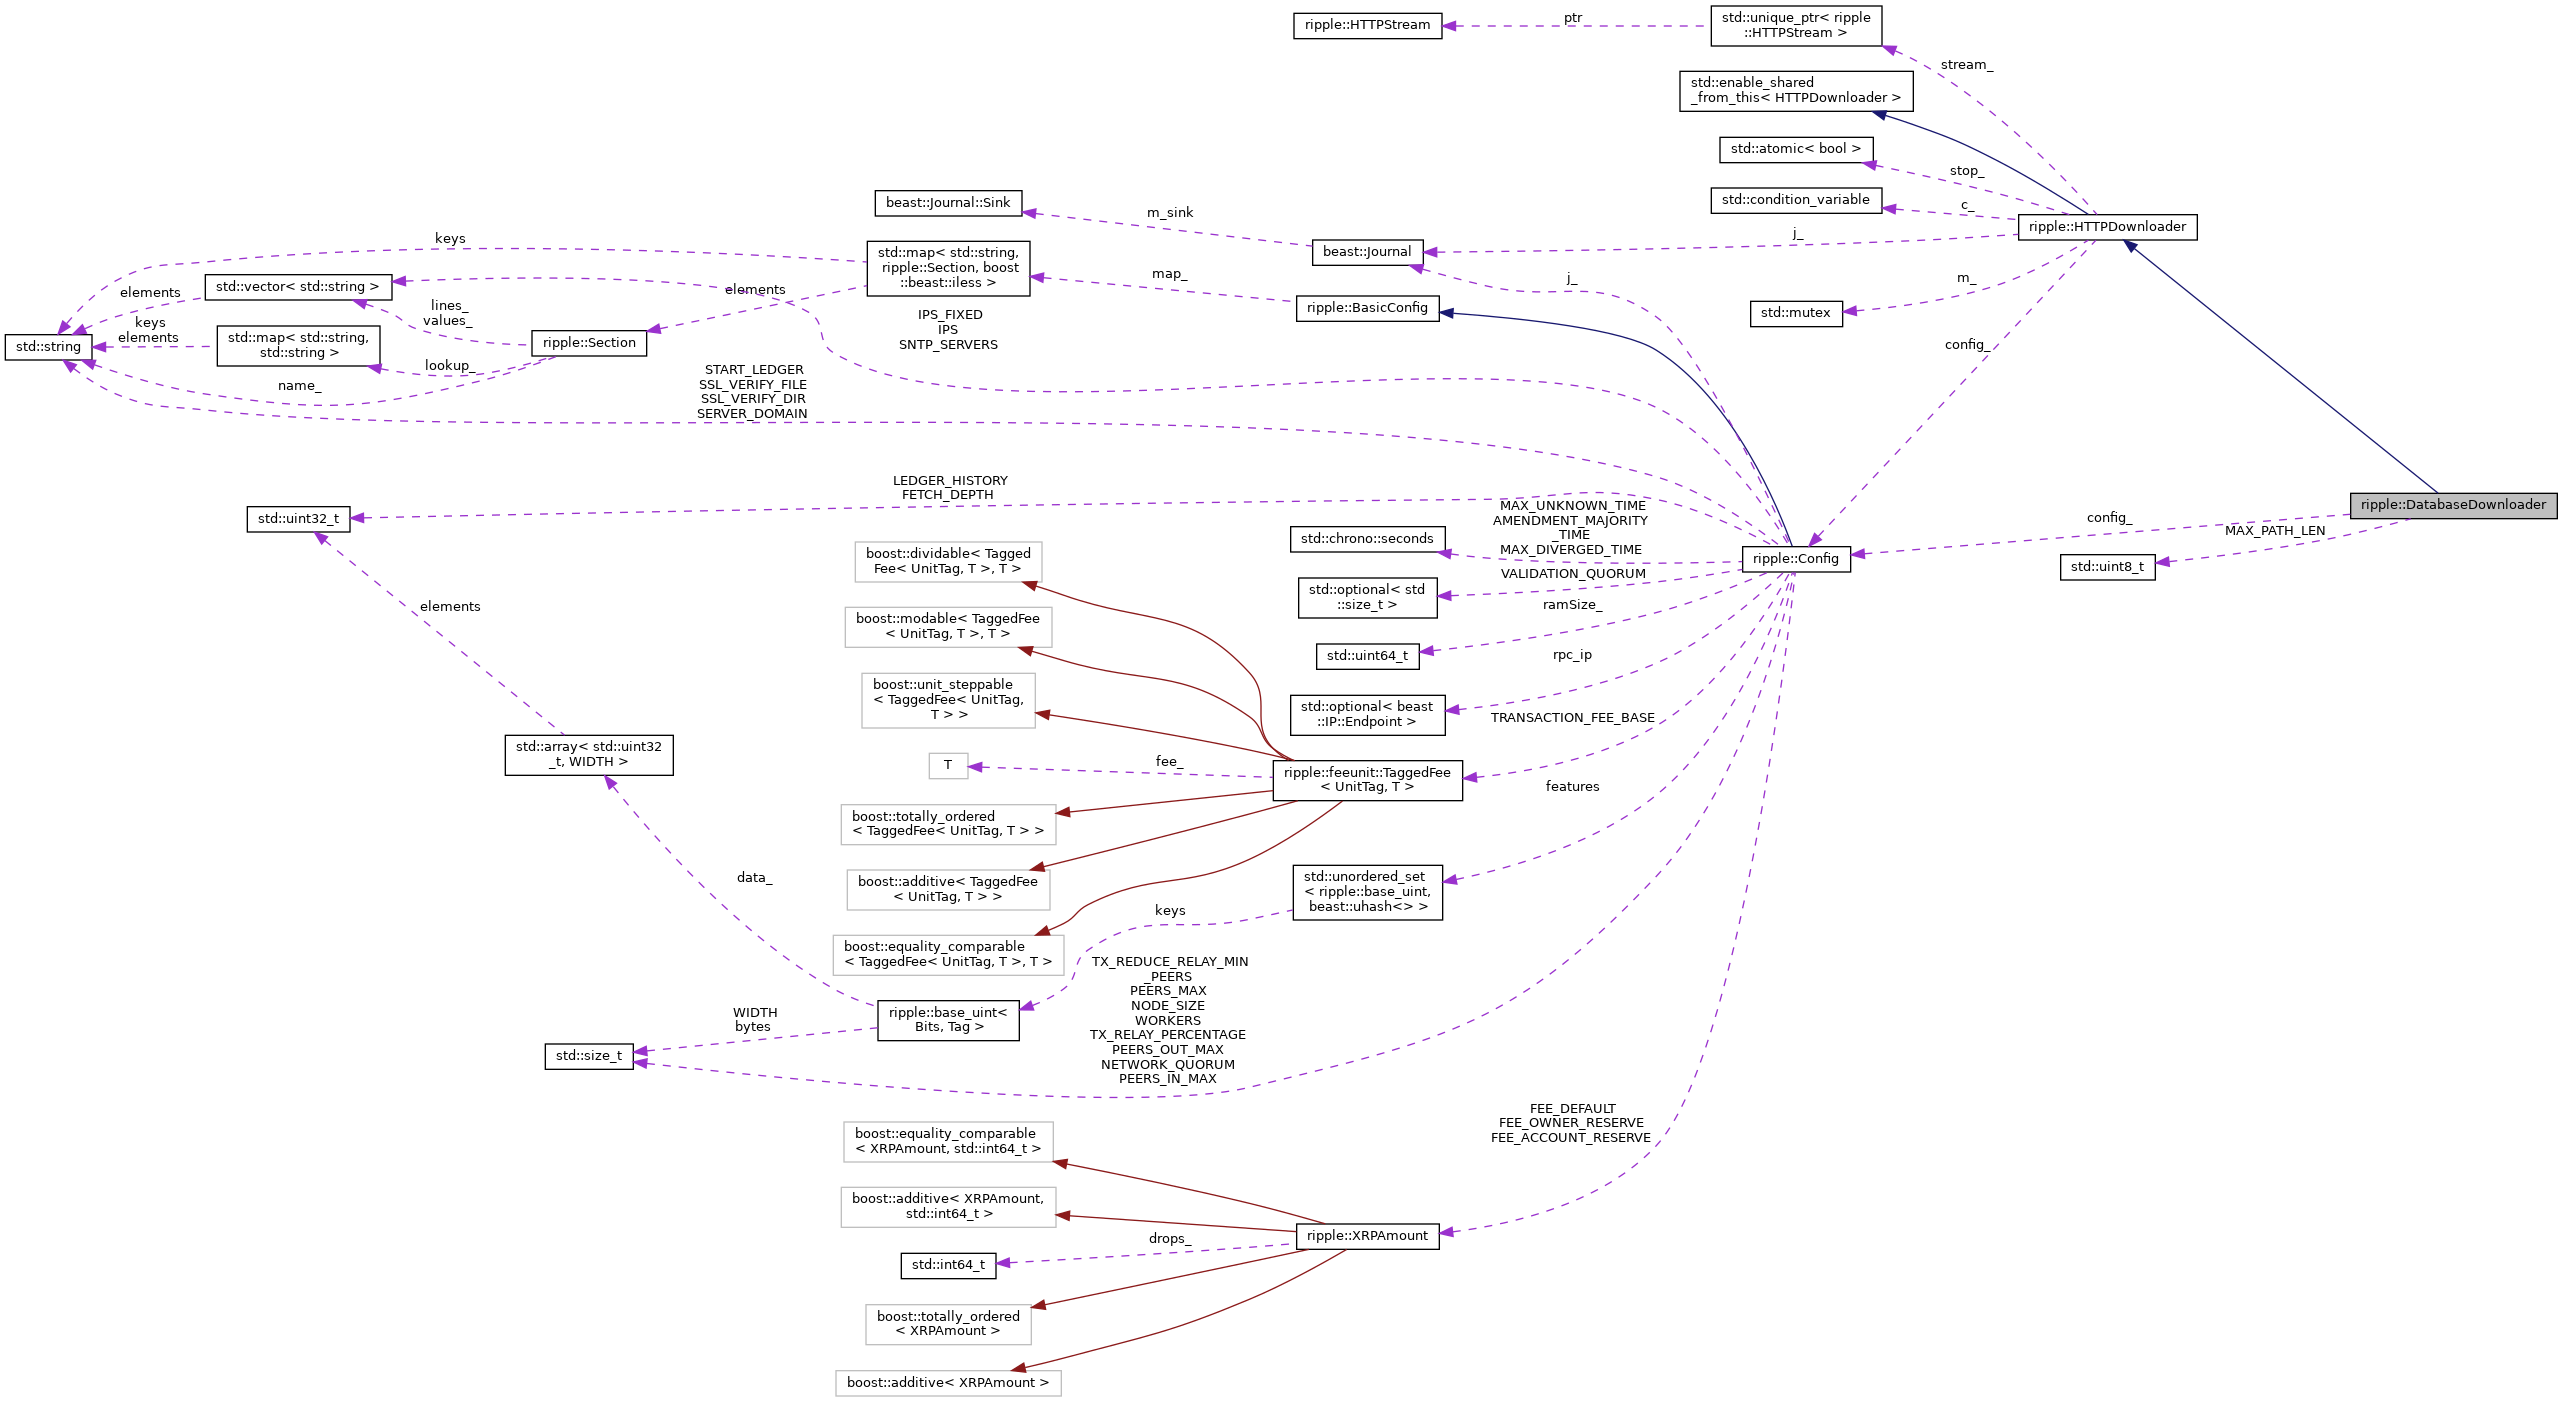 ripple::HTTPStream
ptr
std::unique_ptr< ripple
::HTTPStream >
stream_
std::enable_shared
_from_this< HTTPDownloader >
std::atomic< bool >
stop_
std::condition_variable
c_
ripple::HTTPDownloader
beast::Journal::Sink
m_sink
beast::Journal
j_
j_
keys
std::map< std::string,
ripple::Section, boost
::beast::iless >
map_
ripple::BasicConfig
m_
std::mutex
std::vector< std::string >
elements
elements
lines_
values_
IPS_FIXED
IPS
SNTP_SERVERS
keys
elements
std::string
std::map< std::string,
std::string >
ripple::Section
lookup_
name_
config_
START_LEDGER
SSL_VERIFY_FILE
SSL_VERIFY_DIR
SERVER_DOMAIN
LEDGER_HISTORY
FETCH_DEPTH
std::uint32_t
MAX_UNKNOWN_TIME
AMENDMENT_MAJORITY
_TIME
MAX_DIVERGED_TIME
std::chrono::seconds
ripple::DatabaseDownloader
config_
MAX_PATH_LEN
ripple::Config
std::uint8_t
boost::dividable< Tagged
Fee< UnitTag, T >, T >
VALIDATION_QUORUM
std::optional< std
::size_t >
elements
ramSize_
boost::modable< TaggedFee
< UnitTag, T >, T >
std::uint64_t
rpc_ip
boost::unit_steppable
< TaggedFee< UnitTag,
T > >
std::optional< beast
::IP::Endpoint >
TRANSACTION_FEE_BASE
std::array< std::uint32
_t, WIDTH >
T
fee_
ripple::feeunit::TaggedFee
< UnitTag, T >
features
boost::totally_ordered
< TaggedFee< UnitTag, T > >
data_
boost::additive< TaggedFee
< UnitTag, T > >
std::unordered_set
< ripple::base_uint,
beast::uhash<> >
keys
boost::equality_comparable
< TaggedFee< UnitTag, T >, T >
TX_REDUCE_RELAY_MIN
_PEERS
PEERS_MAX
NODE_SIZE
WORKERS
TX_RELAY_PERCENTAGE
PEERS_OUT_MAX
NETWORK_QUORUM
PEERS_IN_MAX
ripple::base_uint<
Bits, Tag >
WIDTH
bytes
std::size_t
FEE_DEFAULT
FEE_OWNER_RESERVE
FEE_ACCOUNT_RESERVE
boost::equality_comparable
< XRPAmount, std::int64_t >
boost::additive< XRPAmount,
std::int64_t >
drops_
ripple::XRPAmount
std::int64_t
boost::totally_ordered
< XRPAmount >
boost::additive< XRPAmount >